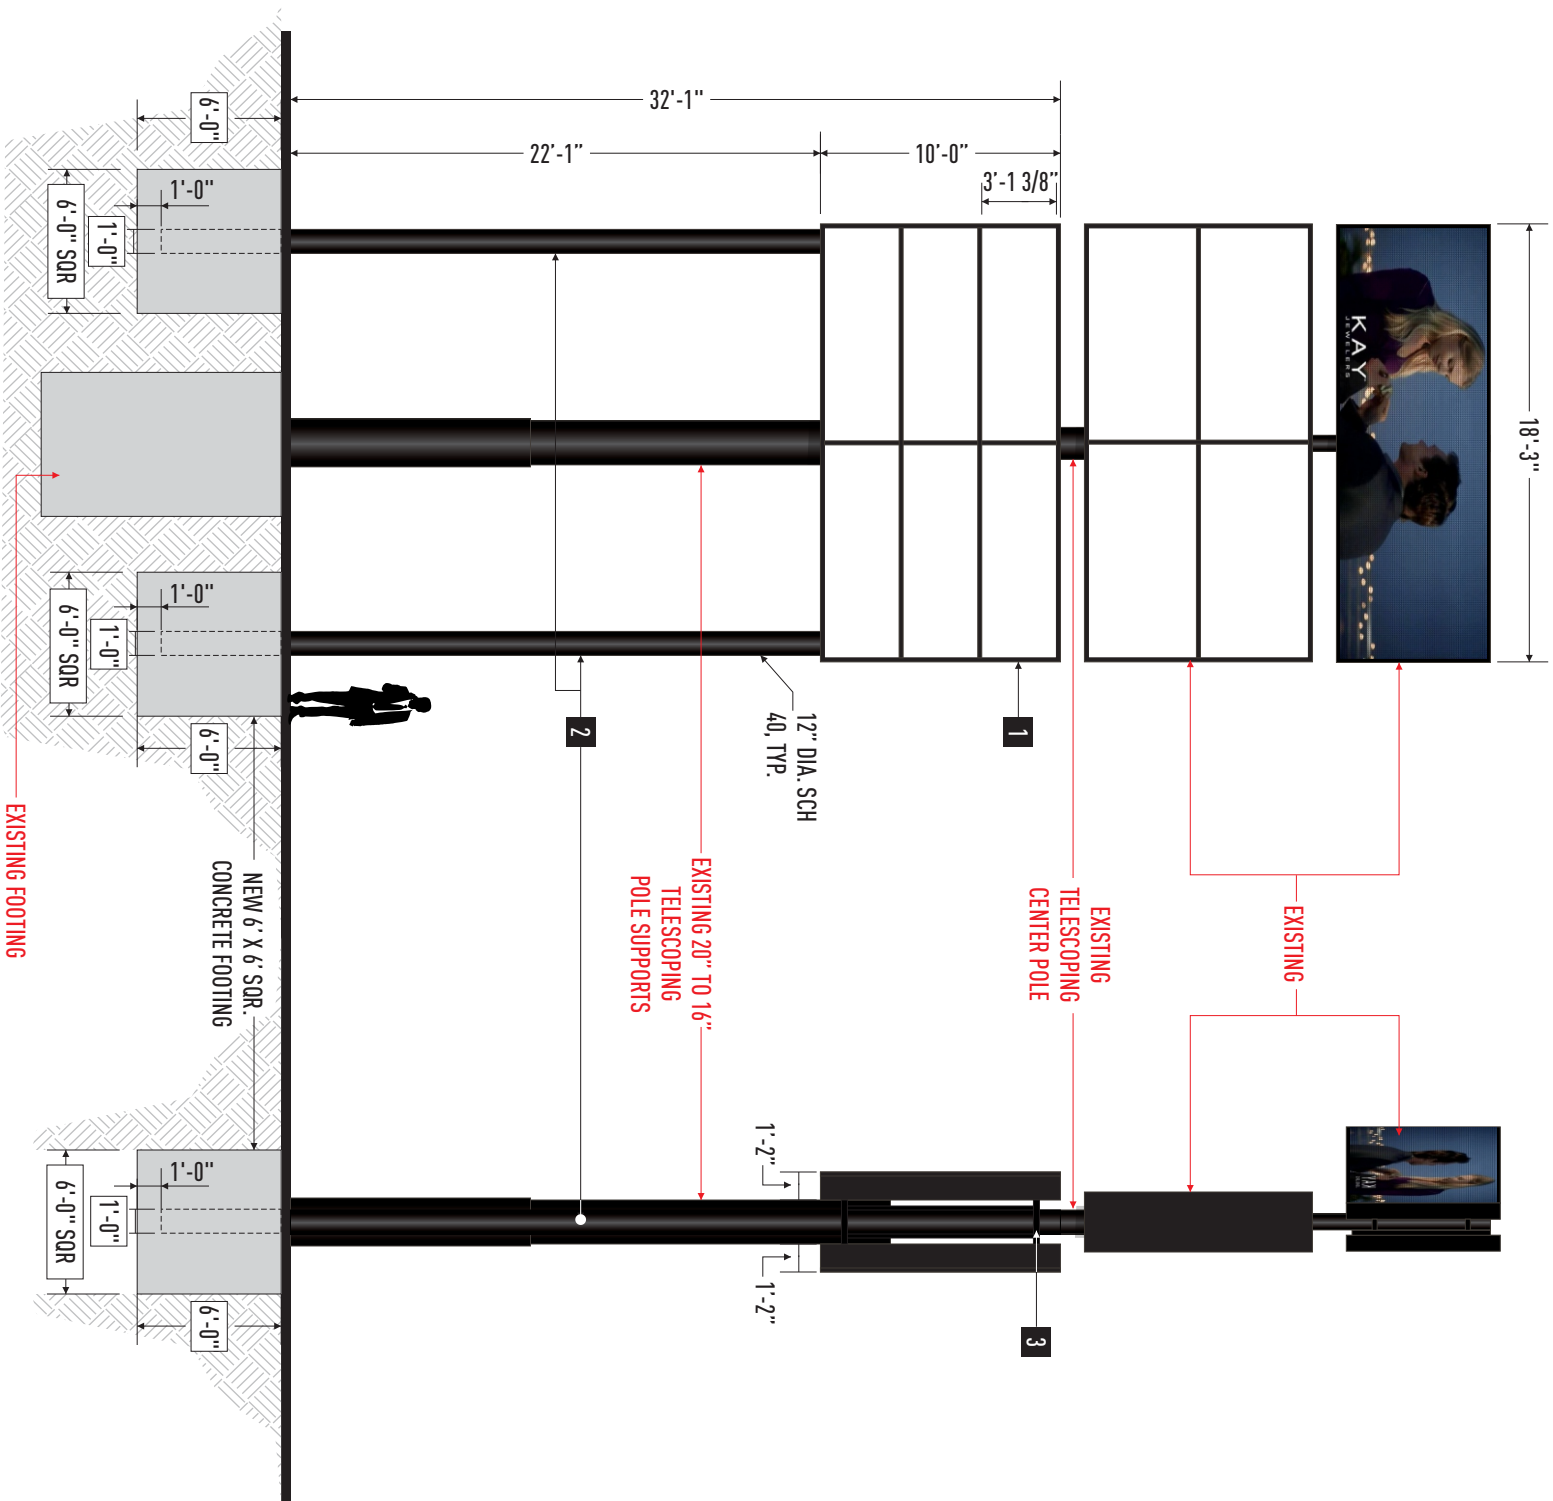 18'-3"
KAY
JEWELERS
EXISTING
KAY
32'-1"
10'-0"
3'-1 3/8"
22'-1"
1
EXISTING
TELESCOPING
CENTER POLE
3
12" DIA. SCH
40, TYP.
1'-2"
1'-2"
EXISTING 20" TO 16"
TELESCOPING
POLE SUPPORTS
2
NEW 6' X 6' SQR.
CONCRETE FOOTING
6'-0"
1'-0"
1'-0"
6'-0" SQR
1'-0"
1'-0"
6'-0" SQR
6'-0"
1'-0"
1'-0"
6'-0" SQR
6'-0"
EXISTING FOOTING